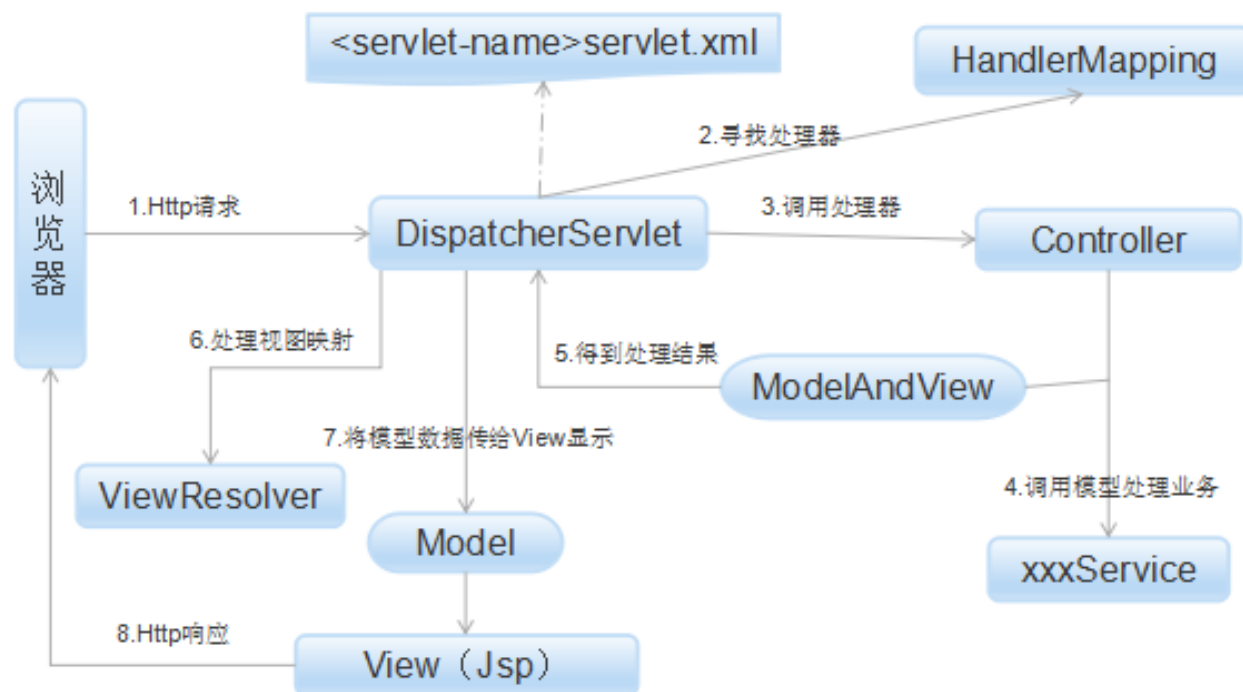 <servlet-name>servlet.xml
HandlerMapping
2.寻找处理器
浏览器
1.Http请求
DispatcherServlet
3.调用处理器
Controller
6.处理视图映射
5.得到处理结果
ModelAndView
7.将模型数据传给View显示
ViewResolver
4.调用模型处理业务
Model
xxxService
8.Http响应
View（Jsp）